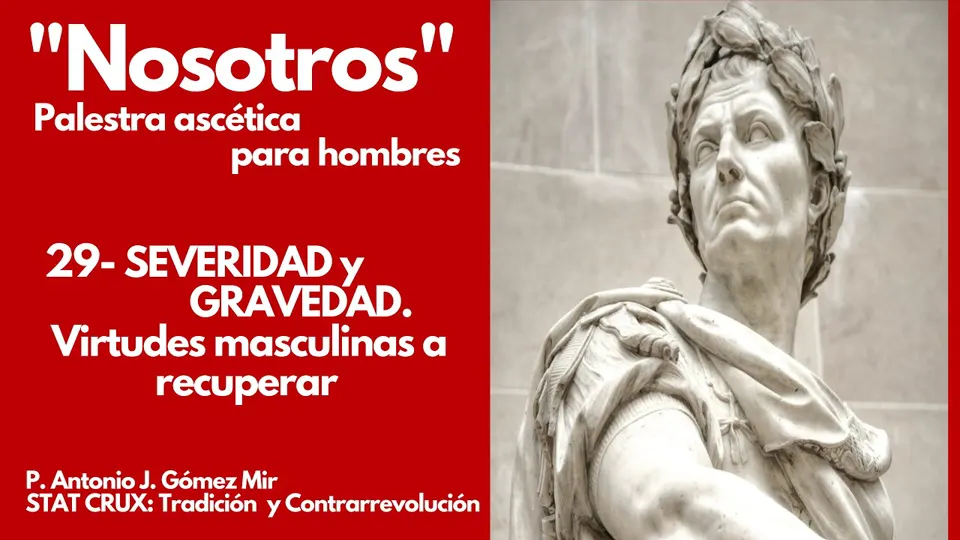 "Nosotros"
Palestra ascética
para hombres
29- SEVERIDAD y
GRAVEDAD.
Virtudes masculinas a
recuperar
P. Antonio J. Gómez Mir
STAT CRUX: Tradición y Contrarrevolución